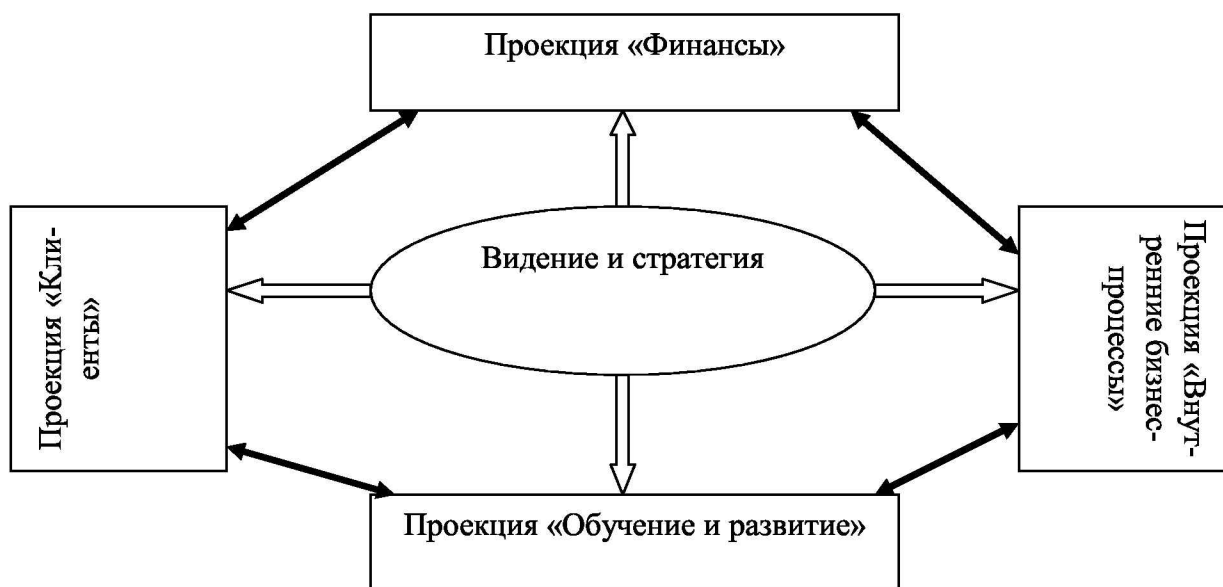 Проекция «Финансы»
Проекция «Кли-
енты»
Видение и стратегия
Проекция «Внут-
ренние бизнес-
процессы»
Проекция «Обучение и развитие»